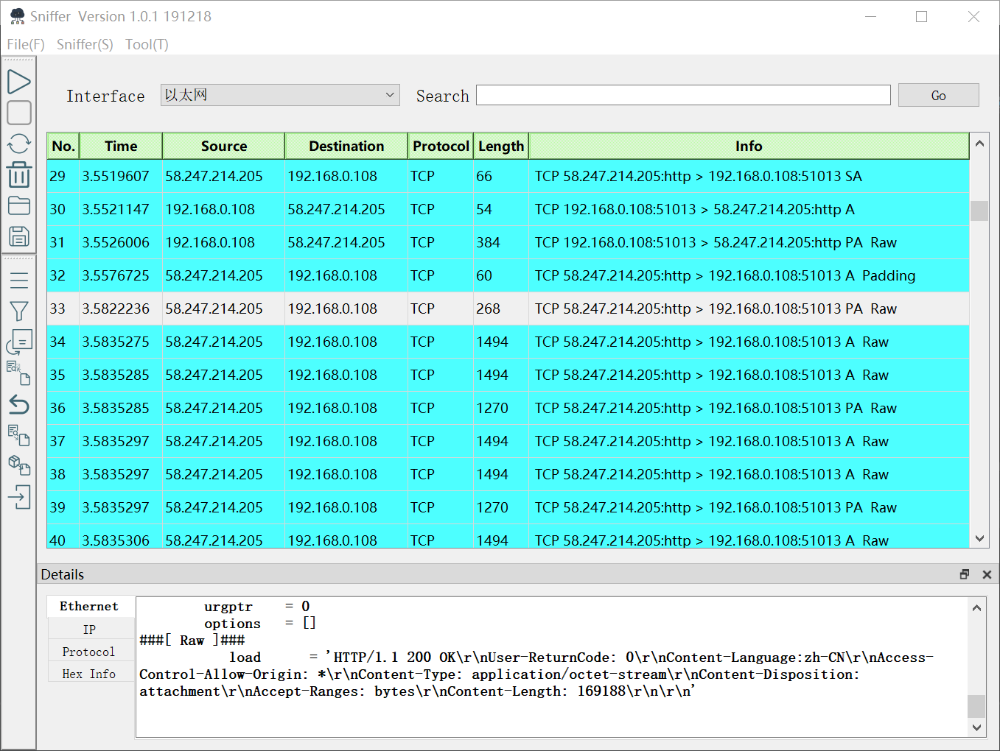 Sniffer Version 1.0.1 191218
File(F) Sniffer(S) Tool(T)
Interface 以太网 Search Go
No. Time Source Destination Protocol Length Info
29 3.5519607 58.247.214.205 192.168.0.108 TCP 66 TCP 58.247.214.205:http > 192.168.0.108:51013 SA
30 3.5521147 192.168.0.108 58.247.214.205 TCP 54 TCP 192.168.0.108:51013 > 58.247.214.205:http A
31 3.5526006 192.168.0.108 58.247.214.205 TCP 384 TCP 192.168.0.108:51013 > 58.247.214.205:http PA Raw
32 3.5576725 58.247.214.205 192.168.0.108 TCP 60 TCP 58.247.214.205:http > 192.168.0.108:51013 A Padding
33 3.5822236 58.247.214.205 192.168.0.108 TCP 268 TCP 58.247.214.205:http > 192.168.0.108:51013 PA Raw
34 3.5835275 58.247.214.205 192.168.0.108 TCP 1494 TCP 58.247.214.205:http > 192.168.0.108:51013 A Raw
35 3.5835285 58.247.214.205 192.168.0.108 TCP 1494 TCP 58.247.214.205:http > 192.168.0.108:51013 A Raw
36 3.5835285 58.247.214.205 192.168.0.108 TCP 1270 TCP 58.247.214.205:http > 192.168.0.108:51013 PA Raw
37 3.5835297 58.247.214.205 192.168.0.108 TCP 1494 TCP 58.247.214.205:http > 192.168.0.108:51013 A Raw
38 3.5835297 58.247.214.205 192.168.0.108 TCP 1494 TCP 58.247.214.205:http > 192.168.0.108:51013 A Raw
39 3.5835297 58.247.214.205 192.168.0.108 TCP 1270 TCP 58.247.214.205:http > 192.168.0.108:51013 PA Raw
40 3.5835306 58.247.214.205 192.168.0.108 TCP 1494 TCP 58.247.214.205:http > 192.168.0.108:51013 A Raw
Details
Ethernet
IP
Protocol
Hex Info
urgptr = 0
options = []
###[ Raw ]###
load = 'HTTP/1.1 200 OK\r\nUser-ReturnCode: 0\r\nContent-Language:zh-CN\r\nAccess-
Control-Allow-Origin: *\r\nContent-Type: application/octet-stream\r\nContent-Disposition:
attachment\r\nAccept-Ranges: bytes\r\nContent-Length: 169188\r\n\r\n'